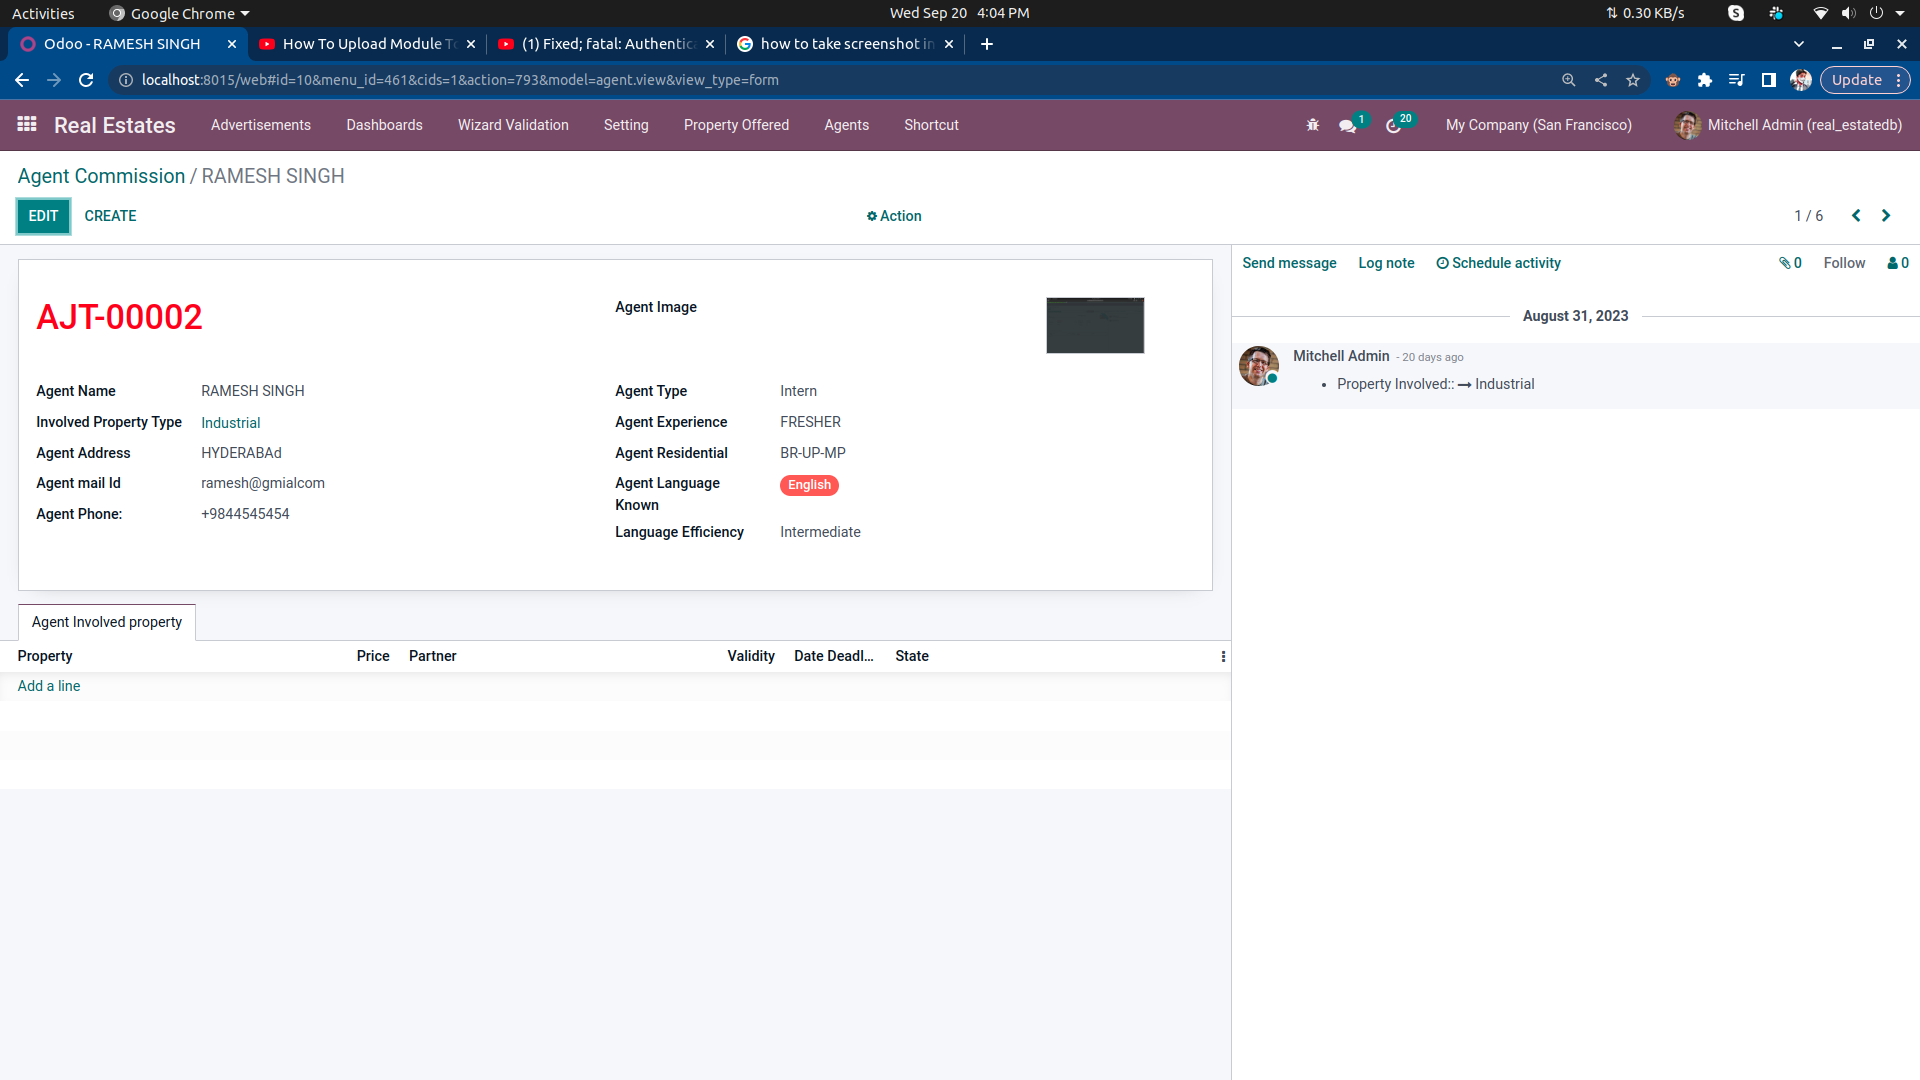 Activities Google Chrome Wed Sep 20 4:04 PM 0.30 KB/s
Odoo - RAMESH SINGH How To Upload Module To (1) Fixed; fatal: Authentica how to take screenshot in
localhost:8015/web#id=10&menu_id=461&cids=1&action=793&model=agent.view&view_type=form Update
Real Estates Advertisements Dashboards Wizard Validation Setting Property Offered Agents Shortcut 1 20 My Company (San Francisco) Mitchell Admin (real_estatedb)
Agent Commission / RAMESH SINGH
EDIT CREATE Action 1 / 6
Send message Log note Schedule activity 0 Follow 0
AJT-00002
Agent Image
August 31, 2023
Mitchell Admin - 20 days ago
• Property Involved:: Industrial
Agent Name RAMESH SINGH
Involved Property Type Industrial
Agent Address HYDERABAd
Agent mail Id ramesh@gmialcom
Agent Phone: +9844545454
Agent Type Intern
Agent Experience FRESHER
Agent Residential BR-UP-MP
Agent Language
Known English
Language Efficiency Intermediate
Agent Involved property
Property Price Partner Validity Date Deadl... State
Add a line